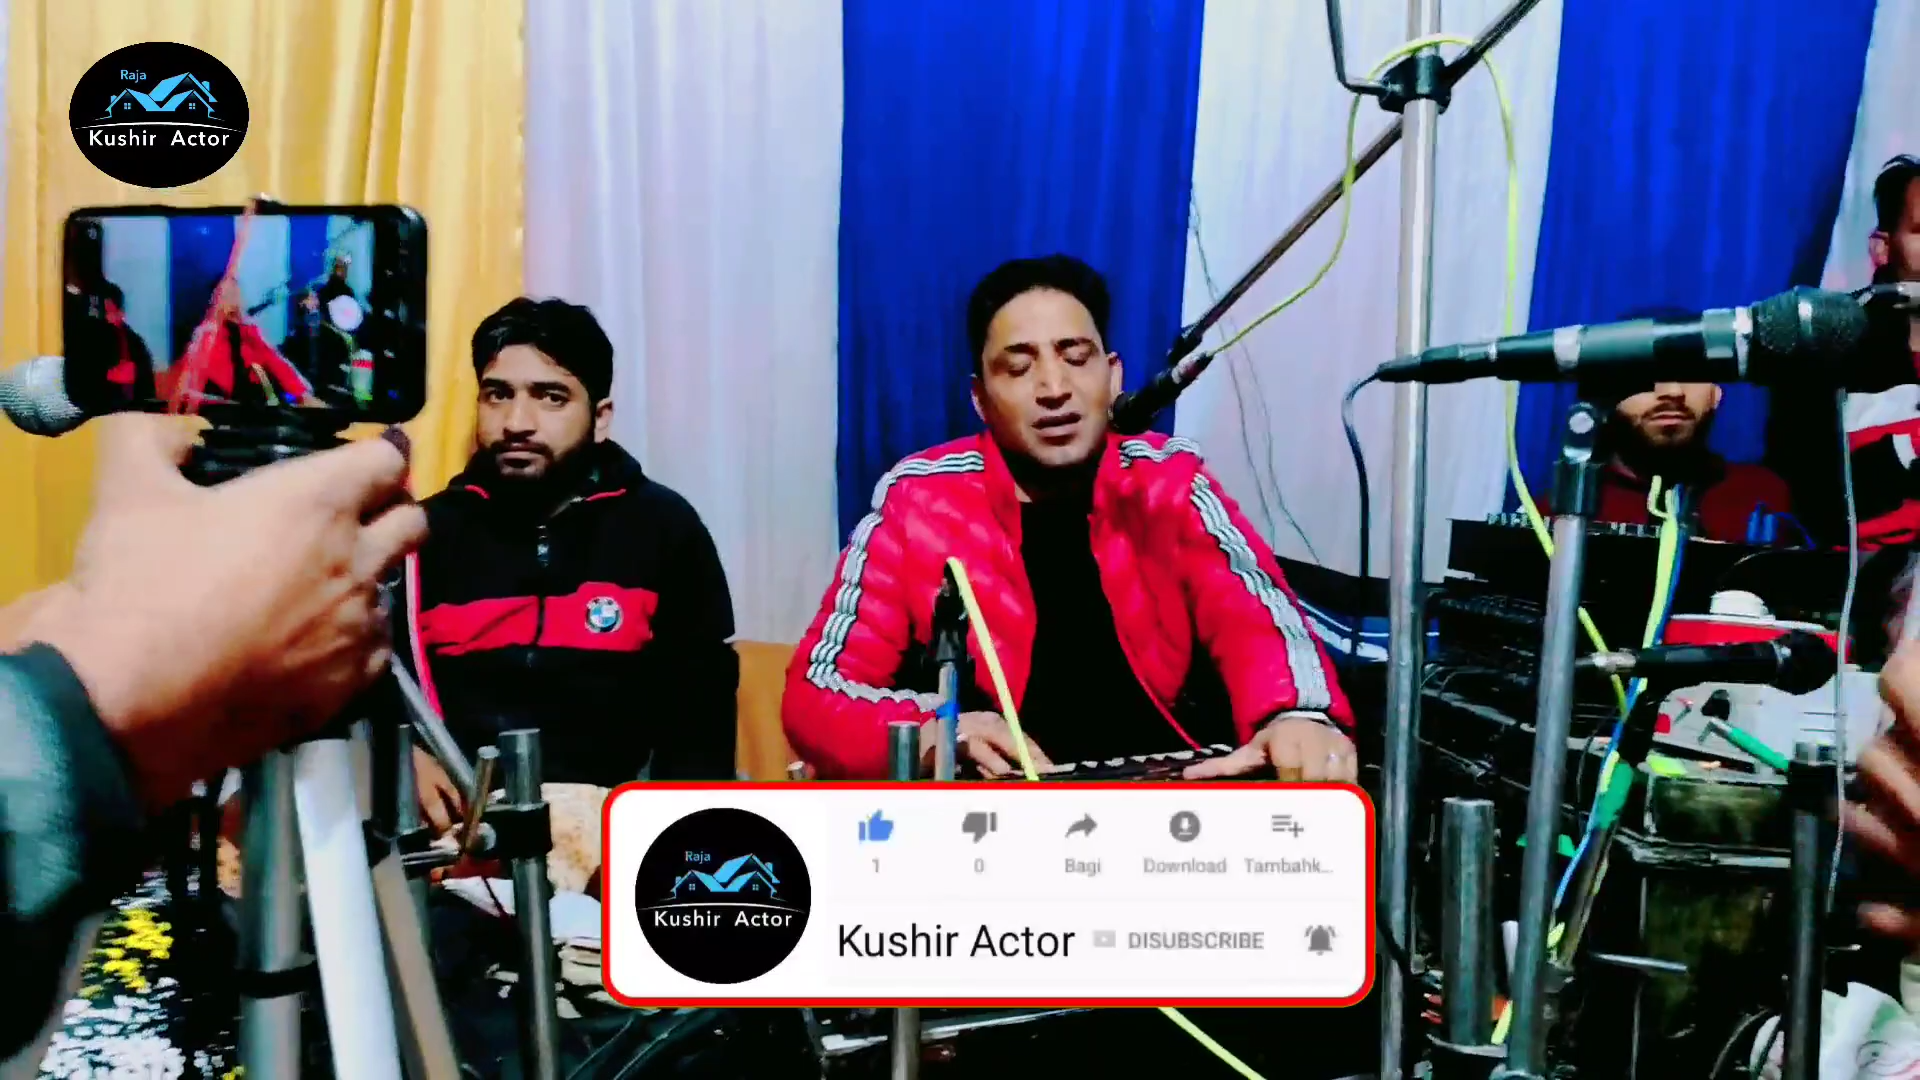 Raja
Kushir Actor
Raja
Kushir Actor
1
0
Bagi
Download
Tambahk...
Kushir Actor
DISUBSCRIBE